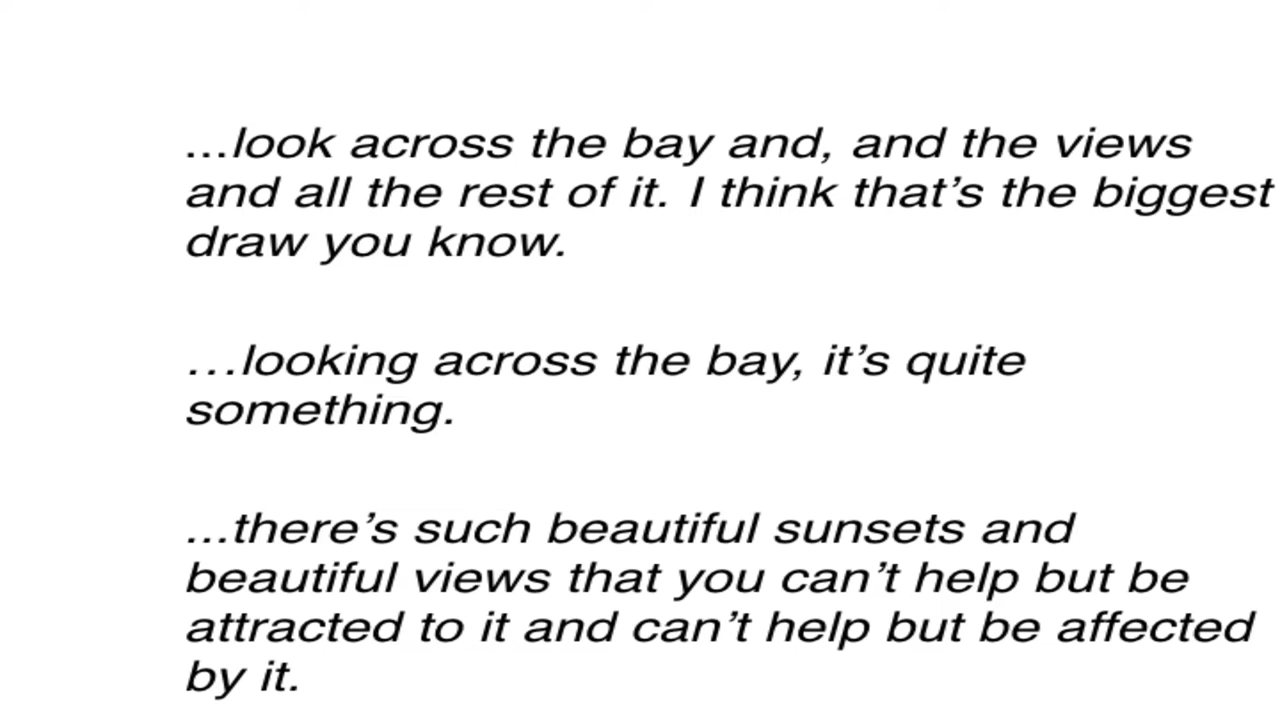 ...look across the bay and, and the views
and all the rest of it. I think that’s the biggest
draw you know.
…looking across the bay, it’s quite
something.
...there’s such beautiful sunsets and
beautiful views that you can’t help but be
attracted to it and can’t help but be affected
by it.